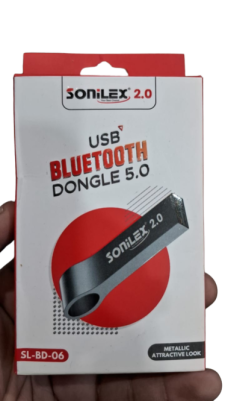 SONiLEX® 2.0
USB
BLUETOOTH
DONGLE 5.0
SONiLEX 2.0
SL-BD-06
METALLIC
ATTRACTIVE LOOK